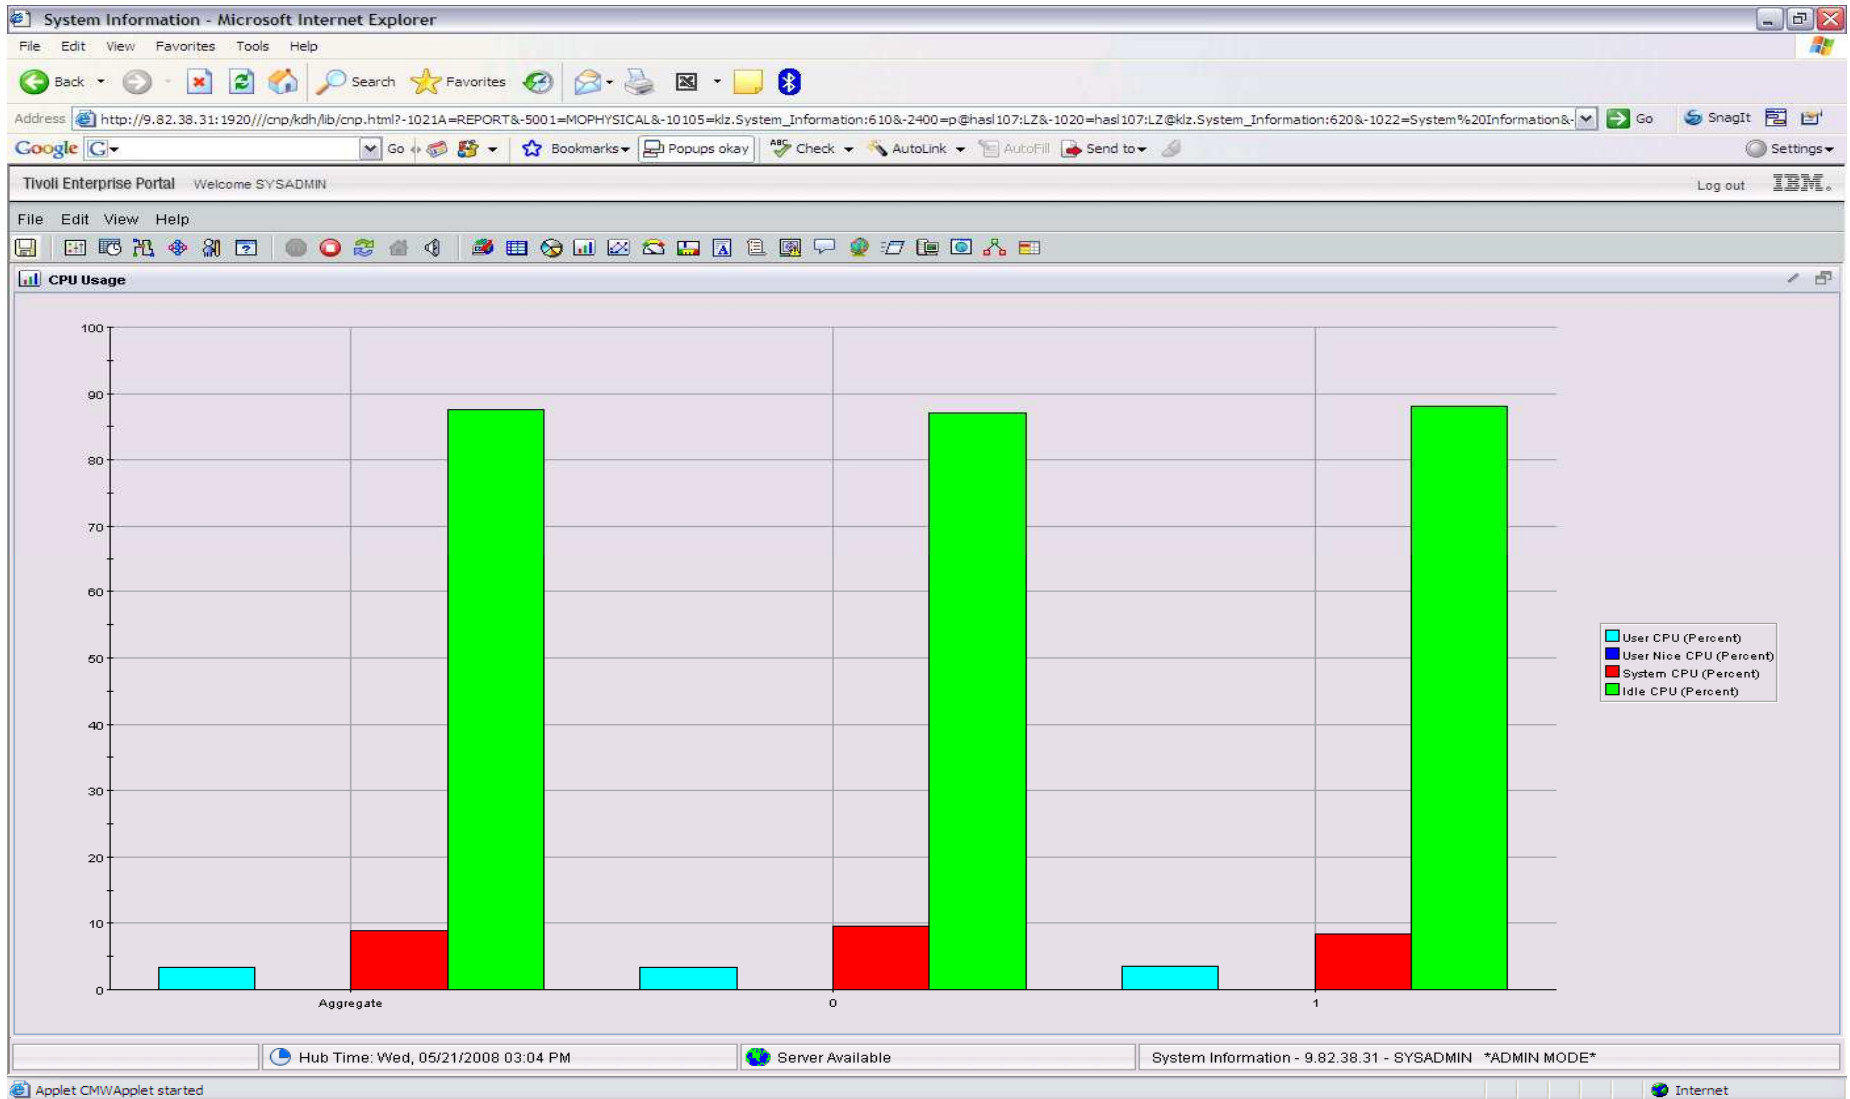 System Information - Microsoft Internet Explorer
File Edit View Favorites Tools Help
Back Search Favorites
Address http://9.82.38.31:1920///cnp/kdh/lib/cnp.html?-1021A=REPORT&-5001=MOPHYSICAL&-10105=klz.System_Information:610&-2400=p@hasl107:LZ&-1020=hasl107:LZ@klz.System_Information:620&-1022=System%20Information&- Go SnagIt
Google G Go Bookmarks Popups okay ABC Check AutoLink AutoFill Send to Settings
Tivoli Enterprise Portal Welcome SYSADMIN Log out IBM.
File Edit View Help
CPU Usage
100
90
80
70
60
50
40
30
20
10
0
Aggregate 0 1
User CPU (Percent)
User Nice CPU (Percent)
System CPU (Percent)
Idle CPU (Percent)
Hub Time: Wed, 05/21/2008 03:04 PM Server Available System Information - 9.82.38.31 - SYSADMIN *ADMIN MODE*
Applet CMWApplet started Internet